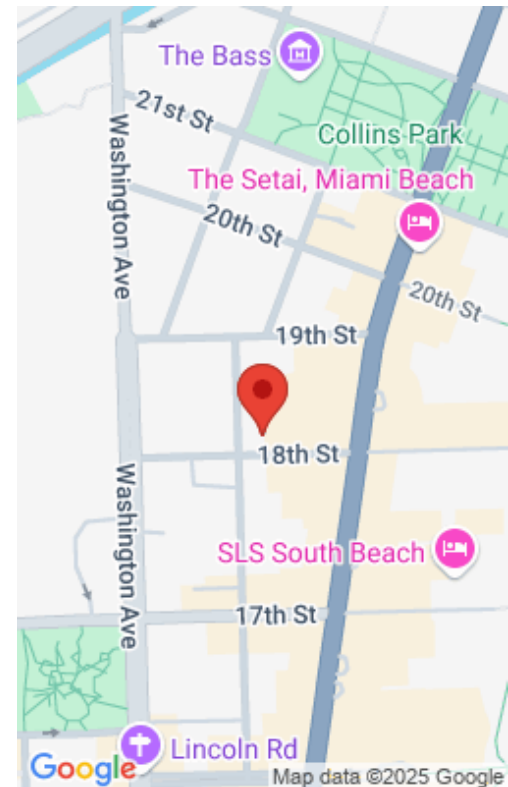 The Bass
21st St
Collins Park
Washington Ave
The Setai, Miami Beach
20th St
20th St
19th St
18th St
Washington Ave
SLS South Beach
17th St
Lincoln Rd
Google
Map data ©2025 Google